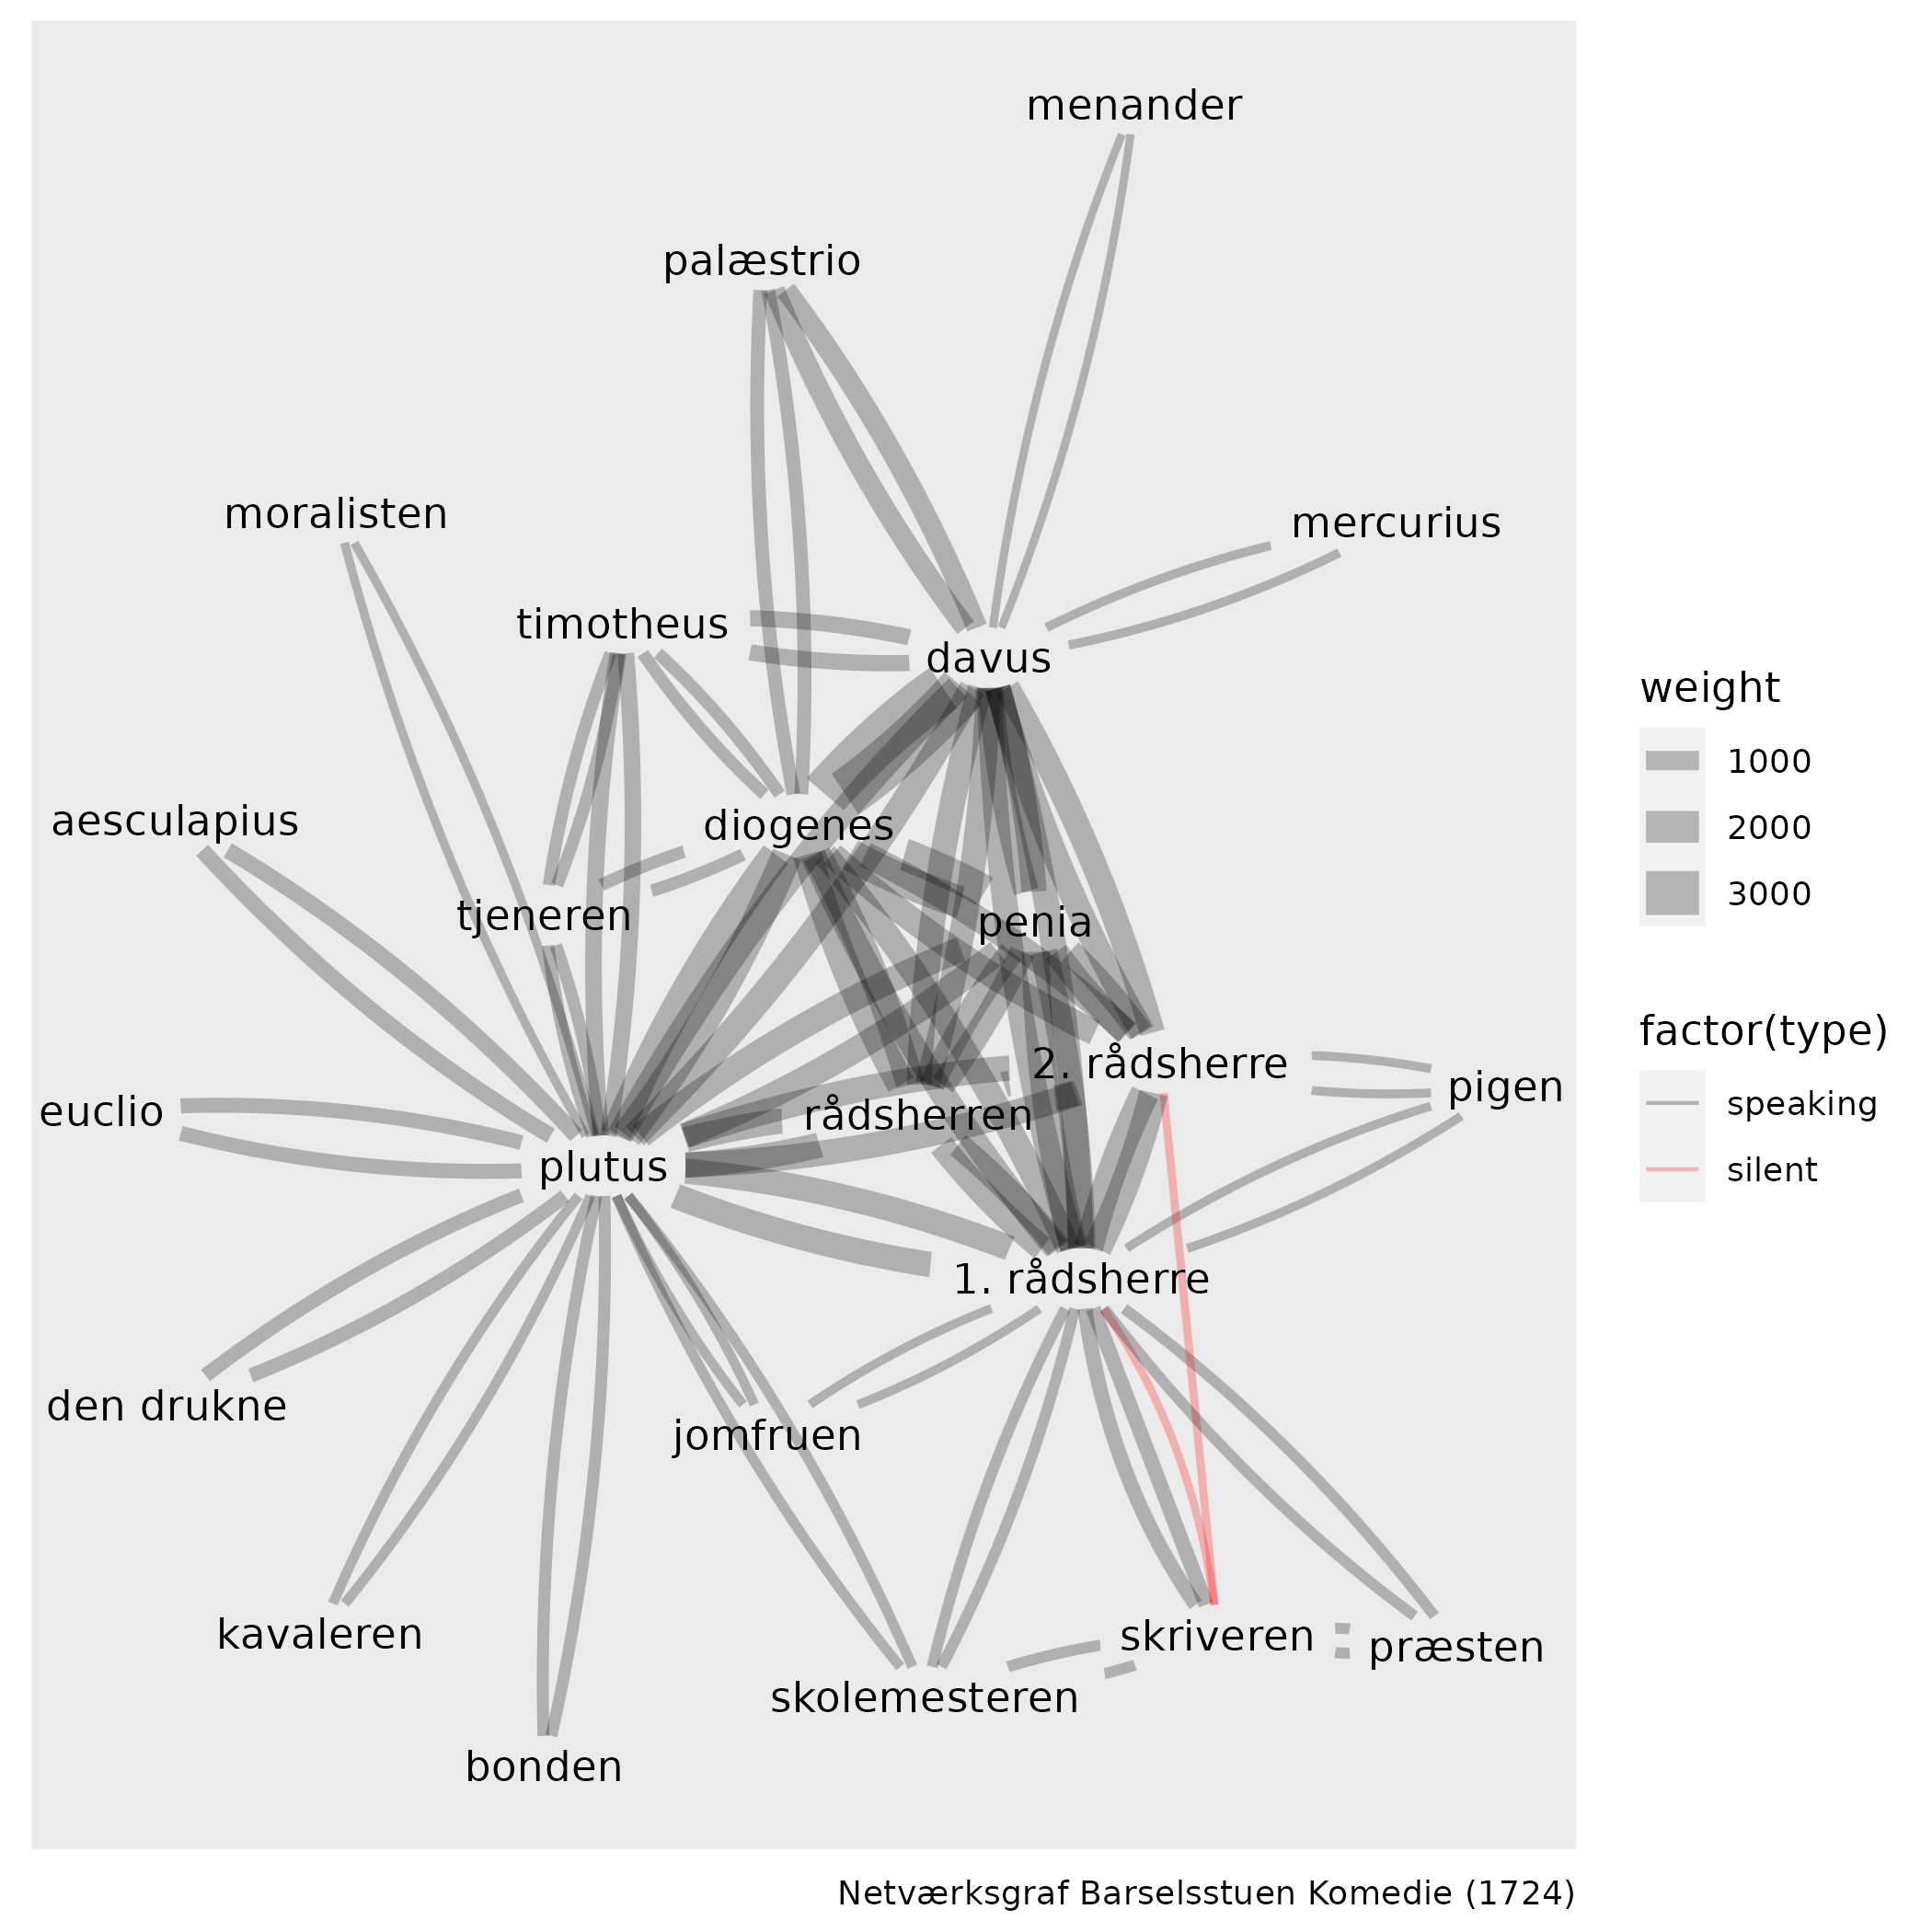 menander
palæstrio
moralisten
mercurius
timotheus
davus
aesculapius
diogenes
tjeneren
penia
2. rådsherre
pigen
euclio
rådsherren
plutus
1. rådsherre
den drukne
jomfruen
kavaleren
skriveren
præsten
skolemesteren
bonden
weight
1000
2000
3000
factor(type)
speaking
silent
Netværksgraf Barselsstuen Komedie (1724)